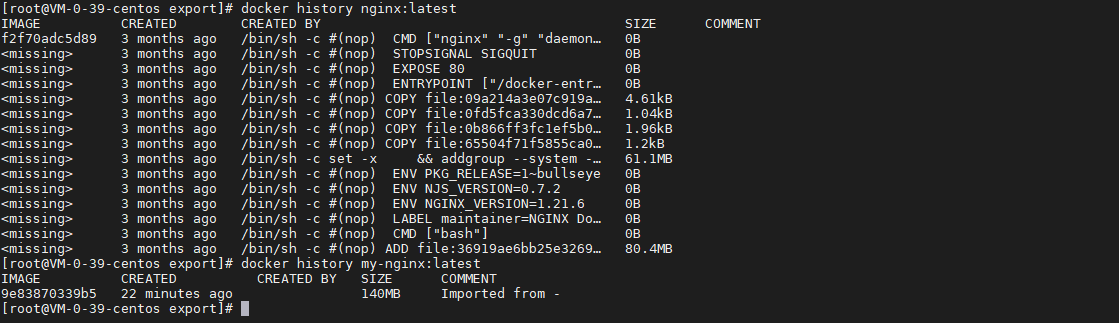 [root@VM-0-39-centos export]# docker history nginx:latest
IMAGE          CREATED        CREATED BY                                      SIZE      COMMENT
f2f70adc5d89   3 months ago   /bin/sh -c #(nop)  CMD ["nginx" "-g" "daemon…   0B
<missing>      3 months ago   /bin/sh -c #(nop)  STOPSIGNAL SIGQUIT           0B
<missing>      3 months ago   /bin/sh -c #(nop)  EXPOSE 80                    0B
<missing>      3 months ago   /bin/sh -c #(nop)  ENTRYPOINT ["/docker-entr…   0B
<missing>      3 months ago   /bin/sh -c #(nop) COPY file:09a214a3e07c919a…   4.61kB
<missing>      3 months ago   /bin/sh -c #(nop) COPY file:0fd5fca330dcd6a7…   1.04kB
<missing>      3 months ago   /bin/sh -c #(nop) COPY file:0b866ff3fc1ef5b0…   1.96kB
<missing>      3 months ago   /bin/sh -c #(nop) COPY file:65504f71f5855ca0…   1.2kB
<missing>      3 months ago   /bin/sh -c set -x     && addgroup --system -…   61.1MB
<missing>      3 months ago   /bin/sh -c #(nop)  ENV PKG_RELEASE=1~bullseye   0B
<missing>      3 months ago   /bin/sh -c #(nop)  ENV NJS_VERSION=0.7.2        0B
<missing>      3 months ago   /bin/sh -c #(nop)  ENV NGINX_VERSION=1.21.6     0B
<missing>      3 months ago   /bin/sh -c #(nop)  LABEL maintainer=NGINX Do…   0B
<missing>      3 months ago   /bin/sh -c #(nop)  CMD ["bash"]                 0B
<missing>      3 months ago   /bin/sh -c #(nop) ADD file:36919ae6bb25e3269…   80.4MB
[root@VM-0-39-centos export]# docker history my-nginx:latest
IMAGE          CREATED          CREATED BY   SIZE      COMMENT
9e83870339b5   22 minutes ago                140MB     Imported from -
[root@VM-0-39-centos export]#